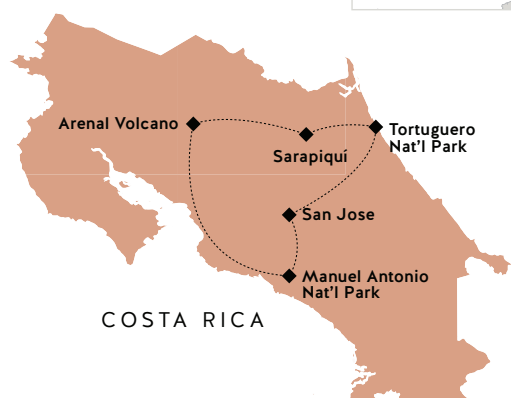 Arenal Volcano
Tortuguero
Nat'l Park
Sarapiquí
San Jose
Manuel Antonio
Nat'l Park
COSTA RICA